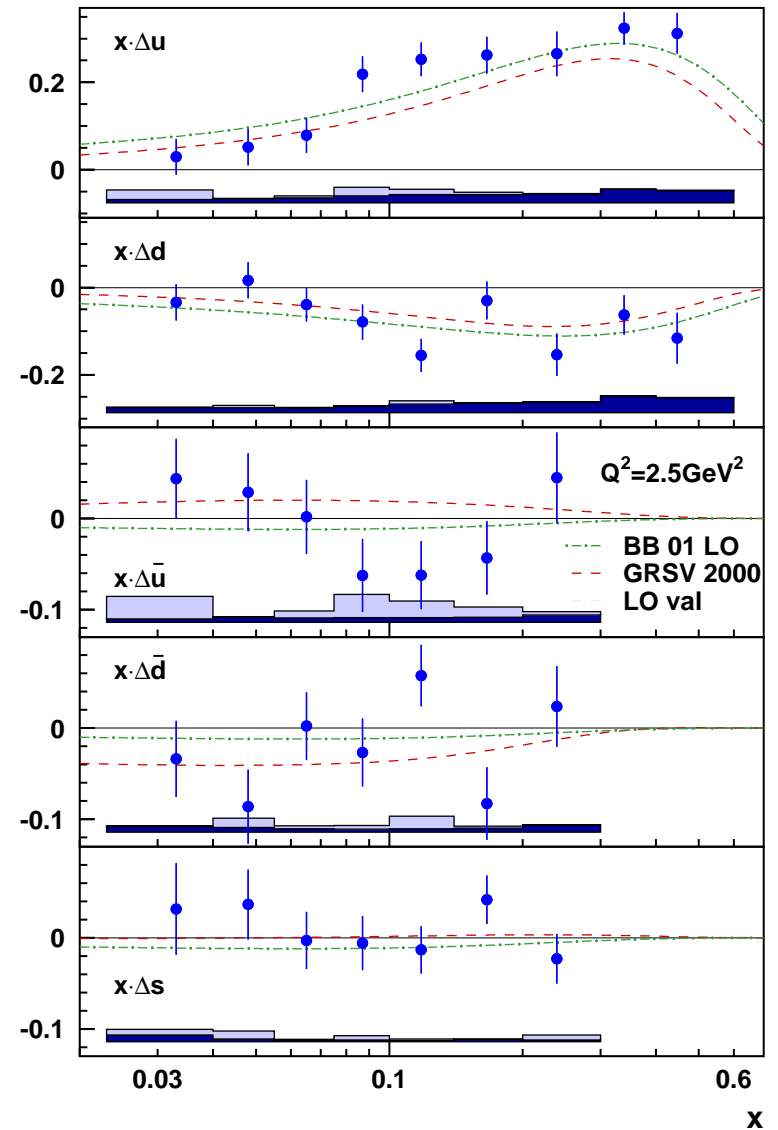 x·Δu
0.2
0
x·Δd
0
-0.2
Q²=2.5GeV²
0
BB 01 LO
GRSV 2000
LO val
x·Δū
-0.1
x·Δd̄
0
-0.1
0
x·Δs
-0.1
0.03 0.1 0.6
x